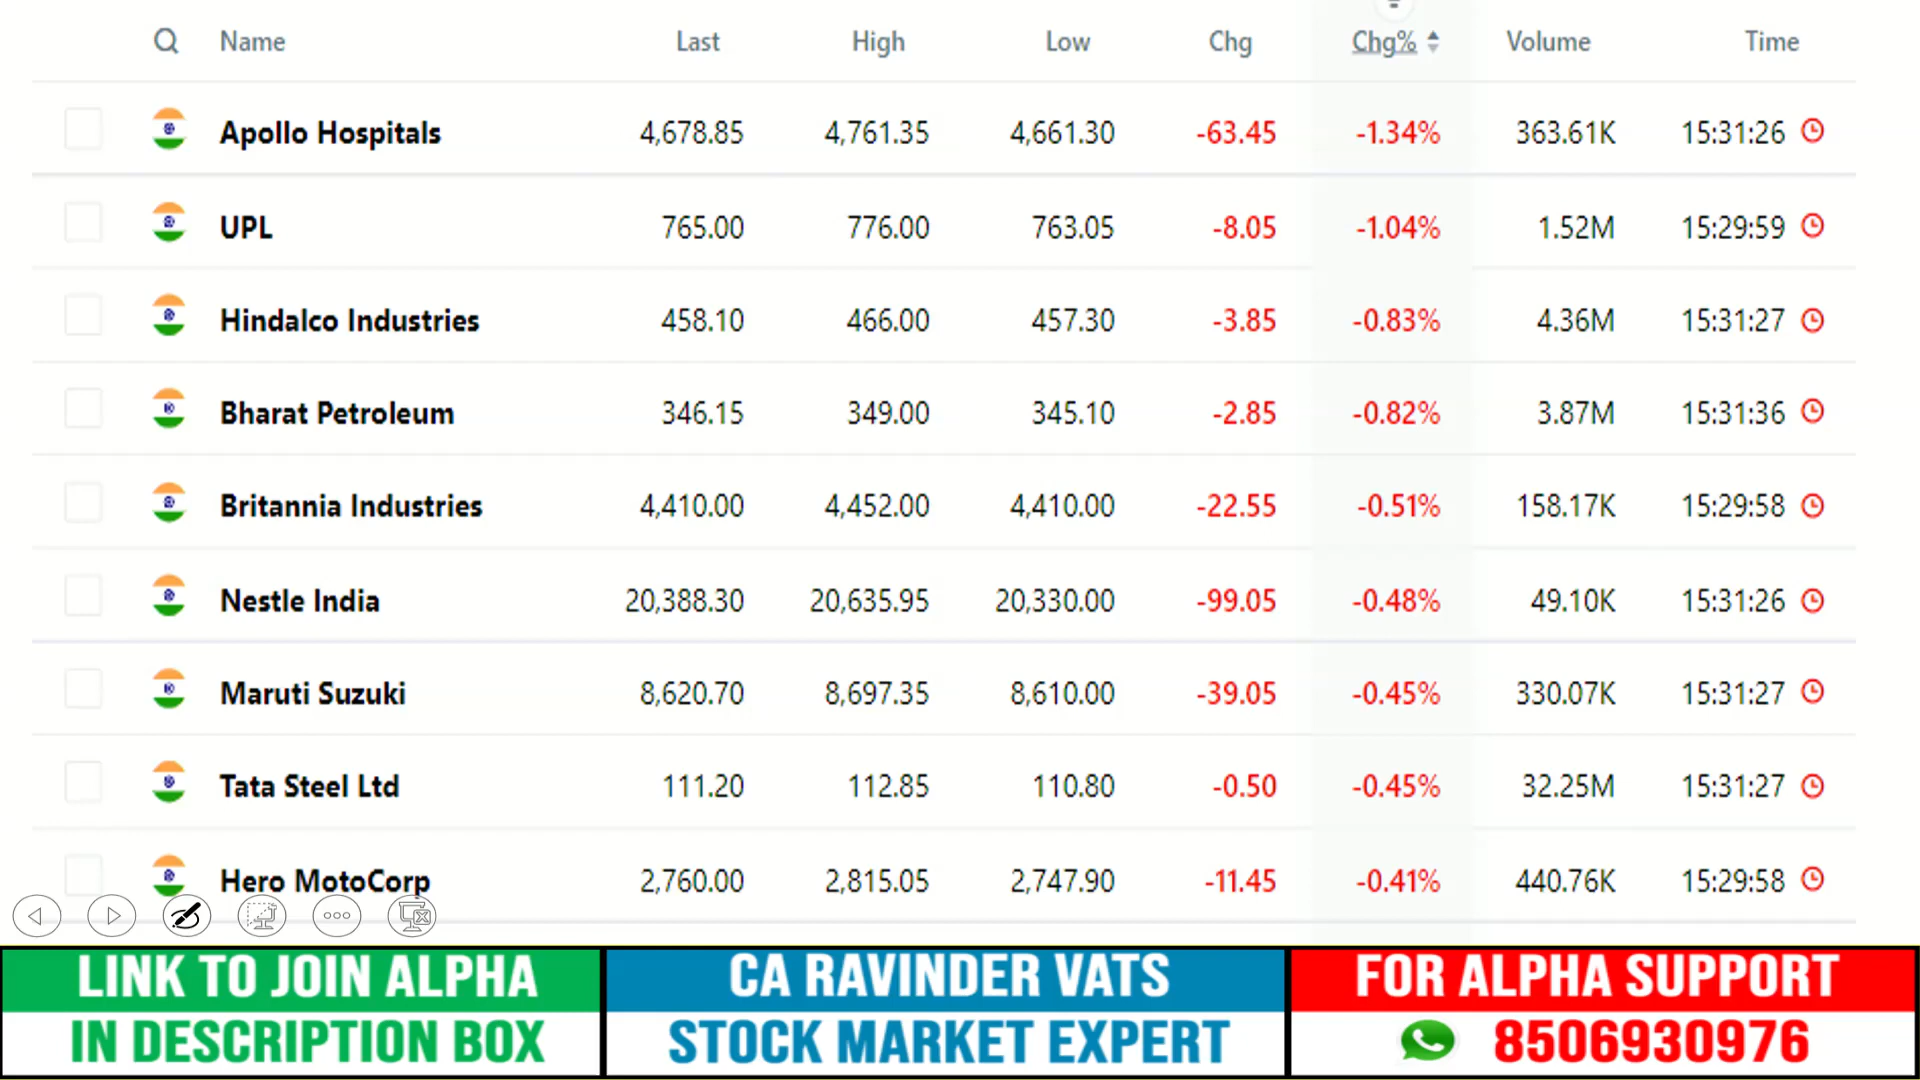 Name Last High Low Chg Chg% Volume Time
Apollo Hospitals 4,678.85 4,761.35 4,661.30 -63.45 -1.34% 363.61K 15:31:26
UPL 765.00 776.00 763.05 -8.05 -1.04% 1.52M 15:29:59
Hindalco Industries 458.10 466.00 457.30 -3.85 -0.83% 4.36M 15:31:27
Bharat Petroleum 346.15 349.00 345.10 -2.85 -0.82% 3.87M 15:31:36
Britannia Industries 4,410.00 4,452.00 4,410.00 -22.55 -0.51% 158.17K 15:29:58
Nestle India 20,388.30 20,635.95 20,330.00 -99.05 -0.48% 49.10K 15:31:26
Maruti Suzuki 8,620.70 8,697.35 8,610.00 -39.05 -0.45% 330.07K 15:31:27
Tata Steel Ltd 111.20 112.85 110.80 -0.50 -0.45% 32.25M 15:31:27
Hero MotoCorp 2,760.00 2,815.05 2,747.90 -11.45 -0.41% 440.76K 15:29:58
LINK TO JOIN ALPHA
IN DESCRIPTION BOX
CA RAVINDER VATS
STOCK MARKET EXPERT
FOR ALPHA SUPPORT
8506930976